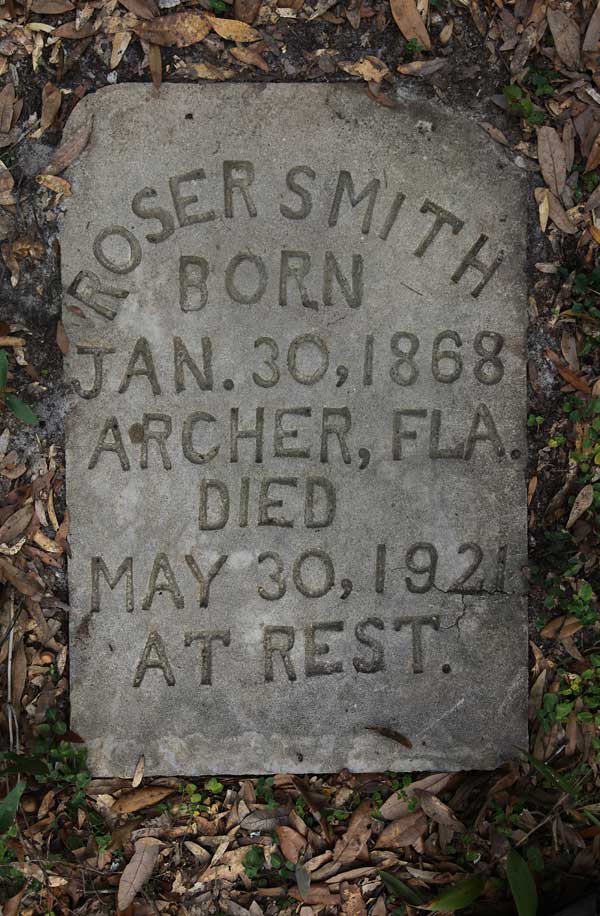 ROSER SMITH
BORN
JAN. 30, 1868
ARCHER, FLA.
DIED
MAY 30, 1921
AT REST.